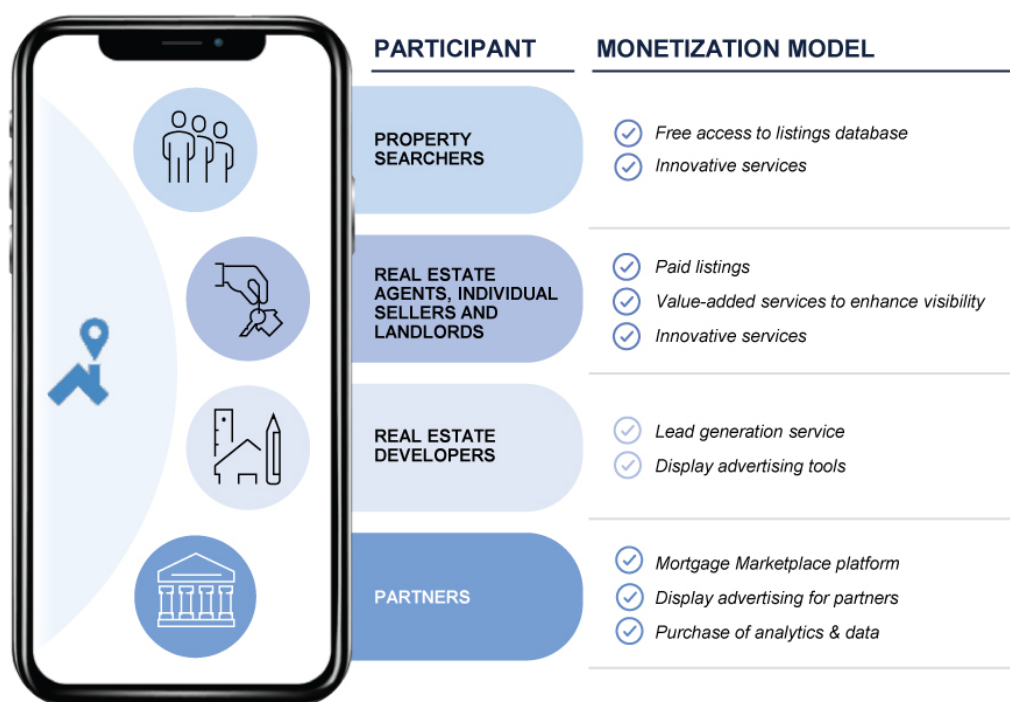 PARTICIPANT
MONETIZATION MODEL
PROPERTY
SEARCHERS
Free access to listings database
Innovative services
REAL ESTATE
AGENTS, INDIVIDUAL
SELLERS AND
LANDLORDS
Paid listings
Value-added services to enhance visibility
Innovative services
REAL ESTATE
DEVELOPERS
Lead generation service
Display advertising tools
PARTNERS
Mortgage Marketplace platform
Display advertising for partners
Purchase of analytics & data